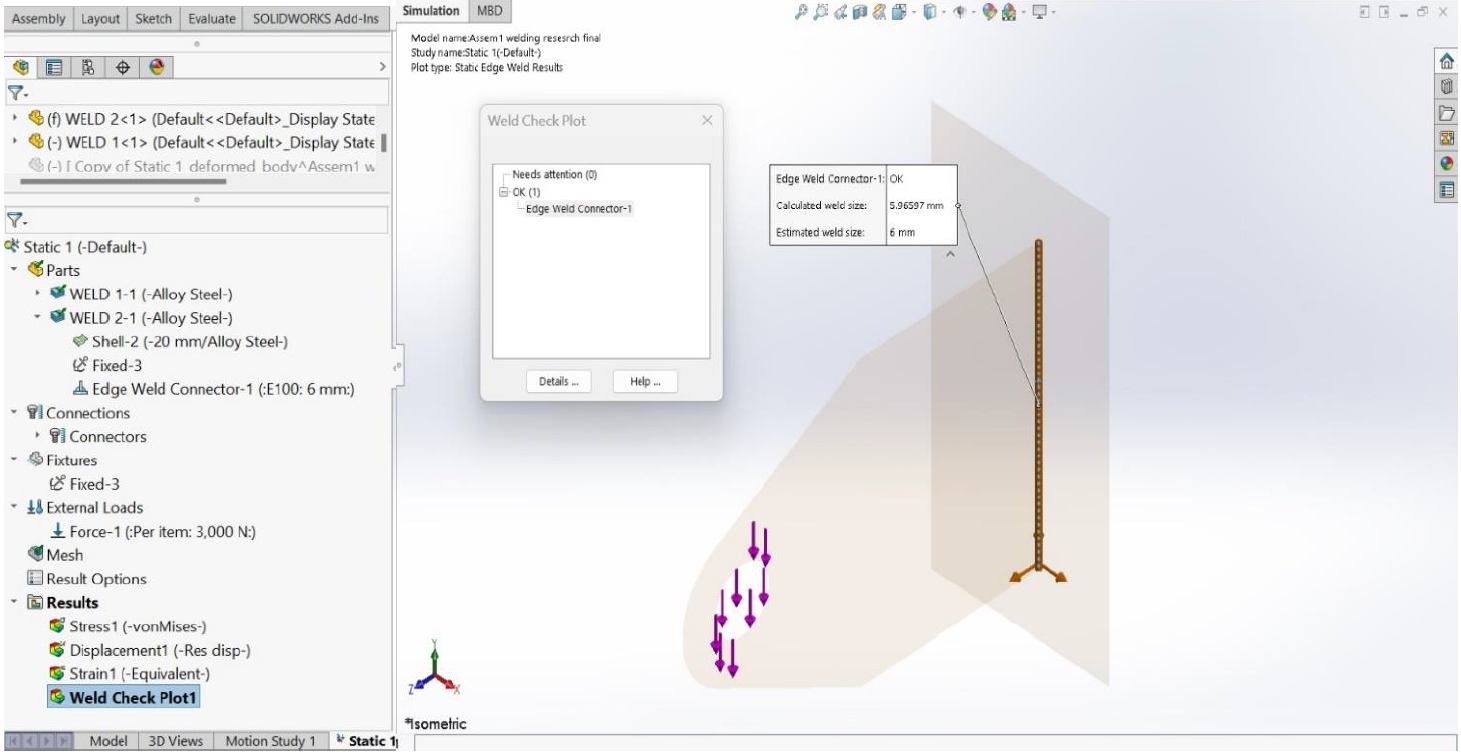 Assembly Layout Sketch Evaluate SOLIDWORKS Add-Ins Simulation MBD
Model name:Assem1 welding resesrch final
Study name:Static 1(-Default-)
Plot type: Static Edge Weld Results
(f) WELD 2<1> (Default<<Default>_Display State
(-) WELD 1<1> (Default<<Default>_Display State
(-) [ Copy of Static 1 deformed body^Assem1 w
Static 1 (-Default-)
Parts
WELD 1-1 (-Alloy Steel-)
WELD 2-1 (-Alloy Steel-)
Shell-2 (-20 mm/Alloy Steel-)
Fixed-3
Edge Weld Connector-1 (:E100: 6 mm:)
Connections
Connectors
Fixtures
Fixed-3
External Loads
Force-1 (:Per item: 3,000 N:)
Mesh
Result Options
Results
Stress1 (-vonMises-)
Displacement1 (-Res disp-)
Strain1 (-Equivalent-)
Weld Check Plot1
Weld Check Plot
Needs attention (0)
OK (1)
Edge Weld Connector-1
Details ... Help ...
Edge Weld Connector-1: OK
Calculated weld size: 5.96597 mm
Estimated weld size: 6 mm
Y
Z X
*Isometric
Model 3D Views Motion Study 1 Static 1